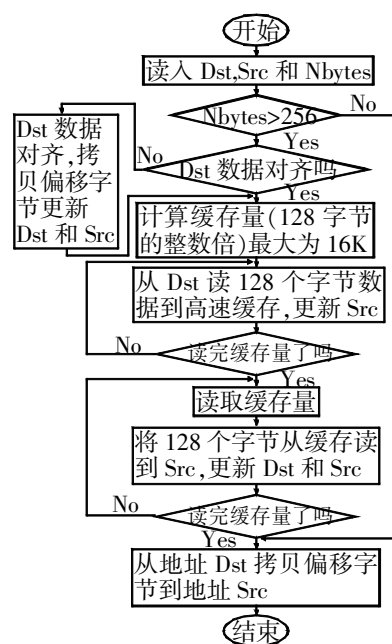 开始
读入 Dst,Src 和 Nbytes
Nbytes>256
No
Yes
Dst 数据
对齐,拷
贝偏移字
节更新
Dst 和 Src
No
Dst 数据对齐吗
Yes
计算缓存量(128 字节
的整数倍)最大为 16K
从 Dst 读 128 个字节数
据到高速缓存,更新 Src
No
读完缓存量了吗
Yes
读取缓存量
将 128 个字节从缓存读
到 Src,更新 Dst 和 Src
No
读完缓存量了吗
Yes
从地址 Dst 拷贝偏移字
节到地址 Src
结束